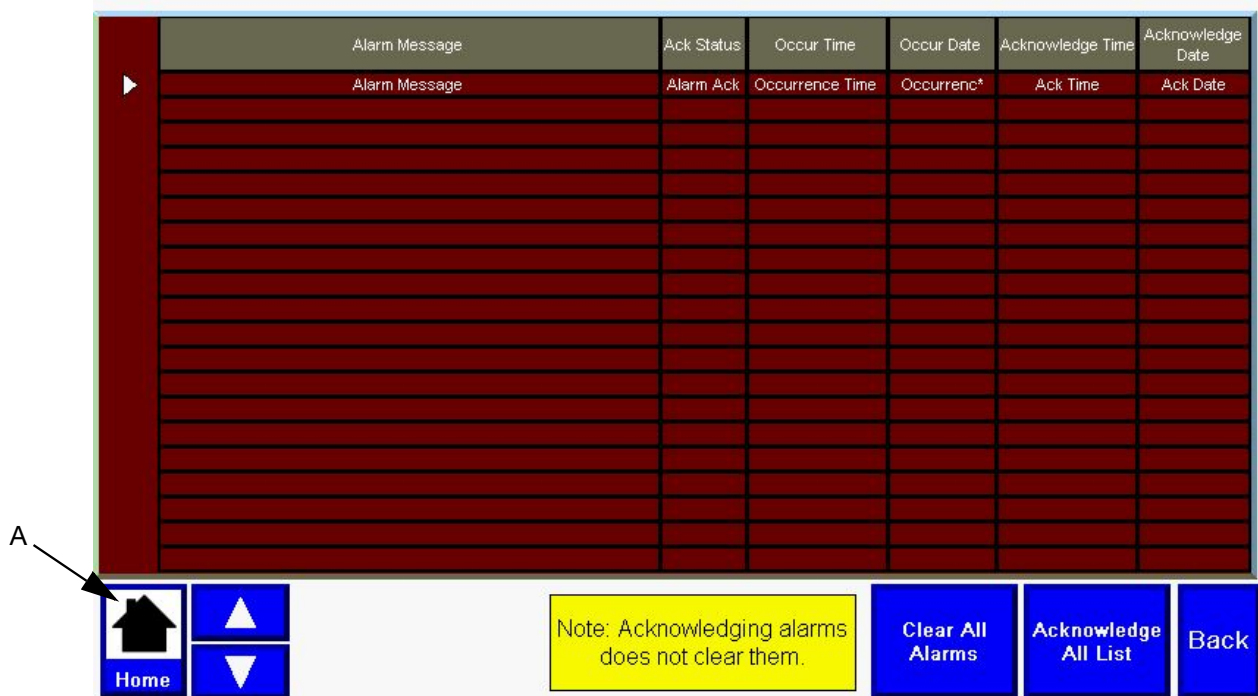 Alarm Message Ack Status Occur Time Occur Date Acknowledge Time Acknowledge Date
Alarm Message Alarm Ack Occurrence Time Occurrenc* Ack Time Ack Date
A
Home
Note: Acknowledging alarms
does not clear them.
Clear All
Alarms
Acknowledge
All List
Back